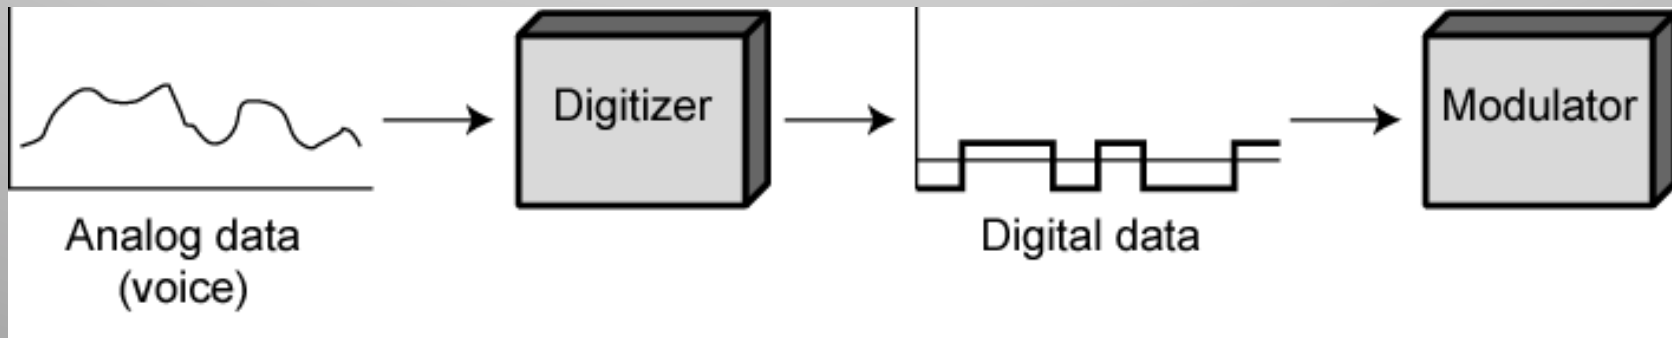 Analog data
(voice)
Digitizer
Digital data
Modulator